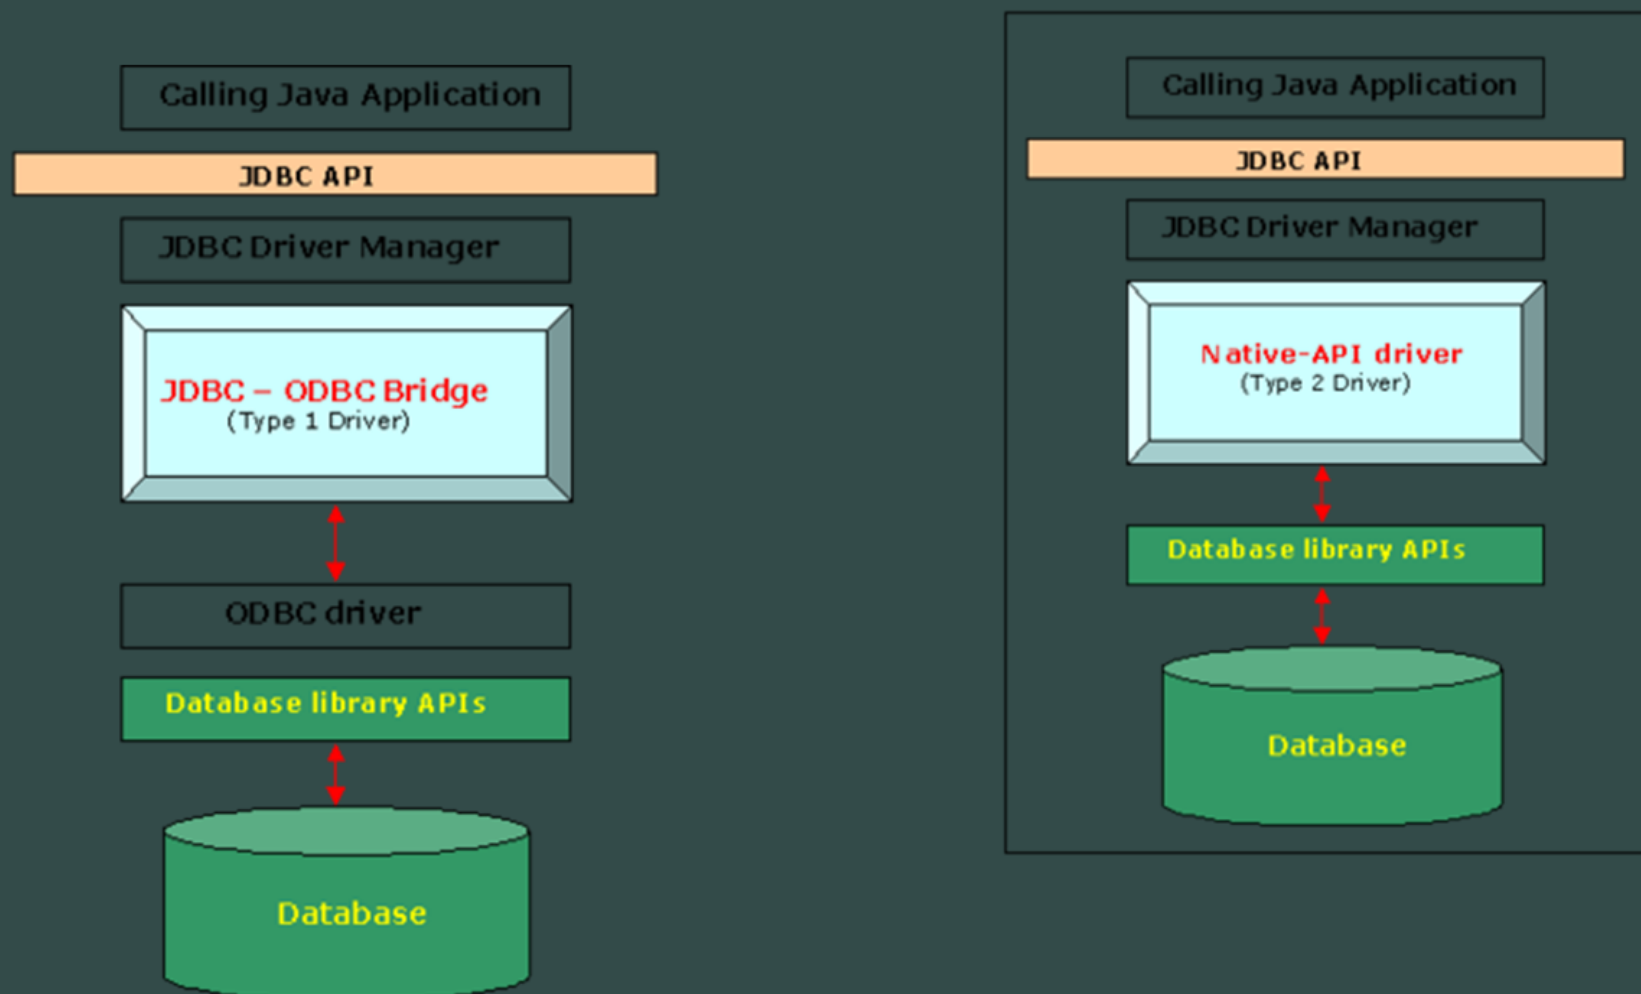 Calling Java Application
JDBC API
JDBC Driver Manager
JDBC – ODBC Bridge
(Type 1 Driver)
ODBC driver
Database library APIs
Database
Calling Java Application
JDBC API
JDBC Driver Manager
Native-API driver
(Type 2 Driver)
Database library APIs
Database